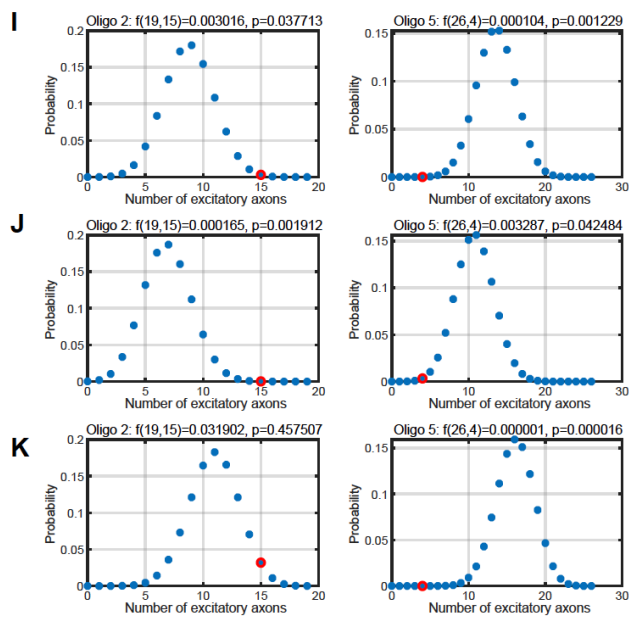 I
Oligo 2: f(19,15)=0.003016, p=0.037713
0.2
0.15
0.1
0.05
0
Probability
0 5 10 15 20
Number of excitatory axons
Oligo 5: f(26,4)=0.000104, p=0.001229
0.15
0.1
0.05
0
Probability
0 10 20 30
Number of excitatory axons
J
Oligo 2: f(19,15)=0.000165, p=0.001912
0.2
0.15
0.1
0.05
0
Probability
0 5 10 15 20
Number of excitatory axons
Oligo 5: f(26,4)=0.003287, p=0.042484
0.15
0.1
0.05
0
Probability
0 10 20 30
Number of excitatory axons
K
Oligo 2: f(19,15)=0.031902, p=0.457507
0.2
0.15
0.1
0.05
0
Probability
0 5 10 15 20
Number of excitatory axons
Oligo 5: f(26,4)=0.000001, p=0.000016
0.15
0.1
0.05
0
Probability
0 10 20 30
Number of excitatory axons